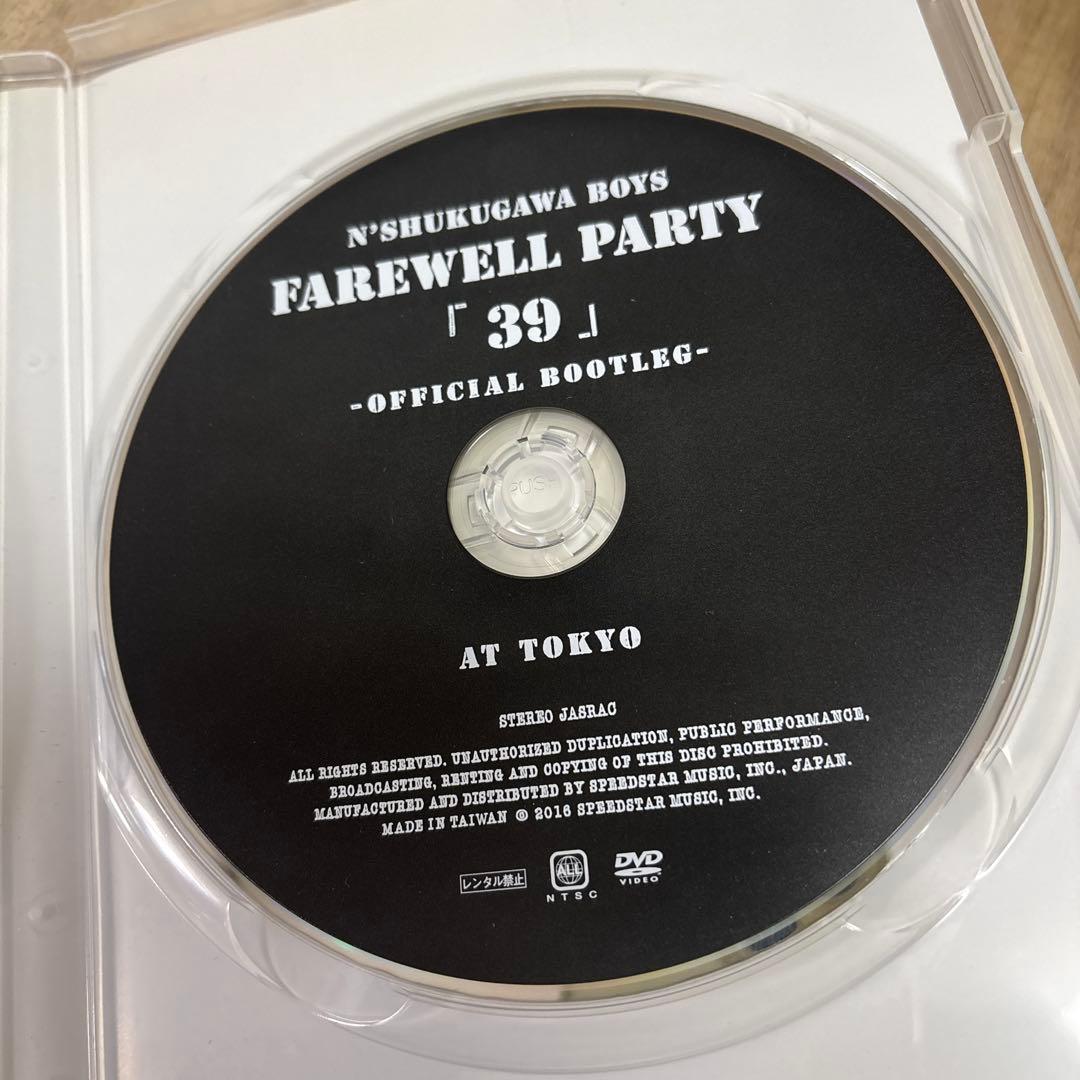 N'SHUKUGAWA BOYS
FAREWELL PARTY
「39」
-OFFICIAL BOOTLEG-
PUSH
AT TOKYO
STEREO JASRAC
ALL RIGHTS RESERVED. UNAUTHORIZED DUPLICATION, PUBLIC PERFORMANCE,
BROADCASTING, RENTING AND COPYING OF THIS DISC PROHIBITED.
MANUFACTURED AND DISTRIBUTED BY SPEEDSTAR MUSIC, INC., JAPAN.
MADE IN TAIWAN © 2016 SPEEDSTAR MUSIC, INC.
レンタル禁止
ALL
NTSC
DVD
VIDEO